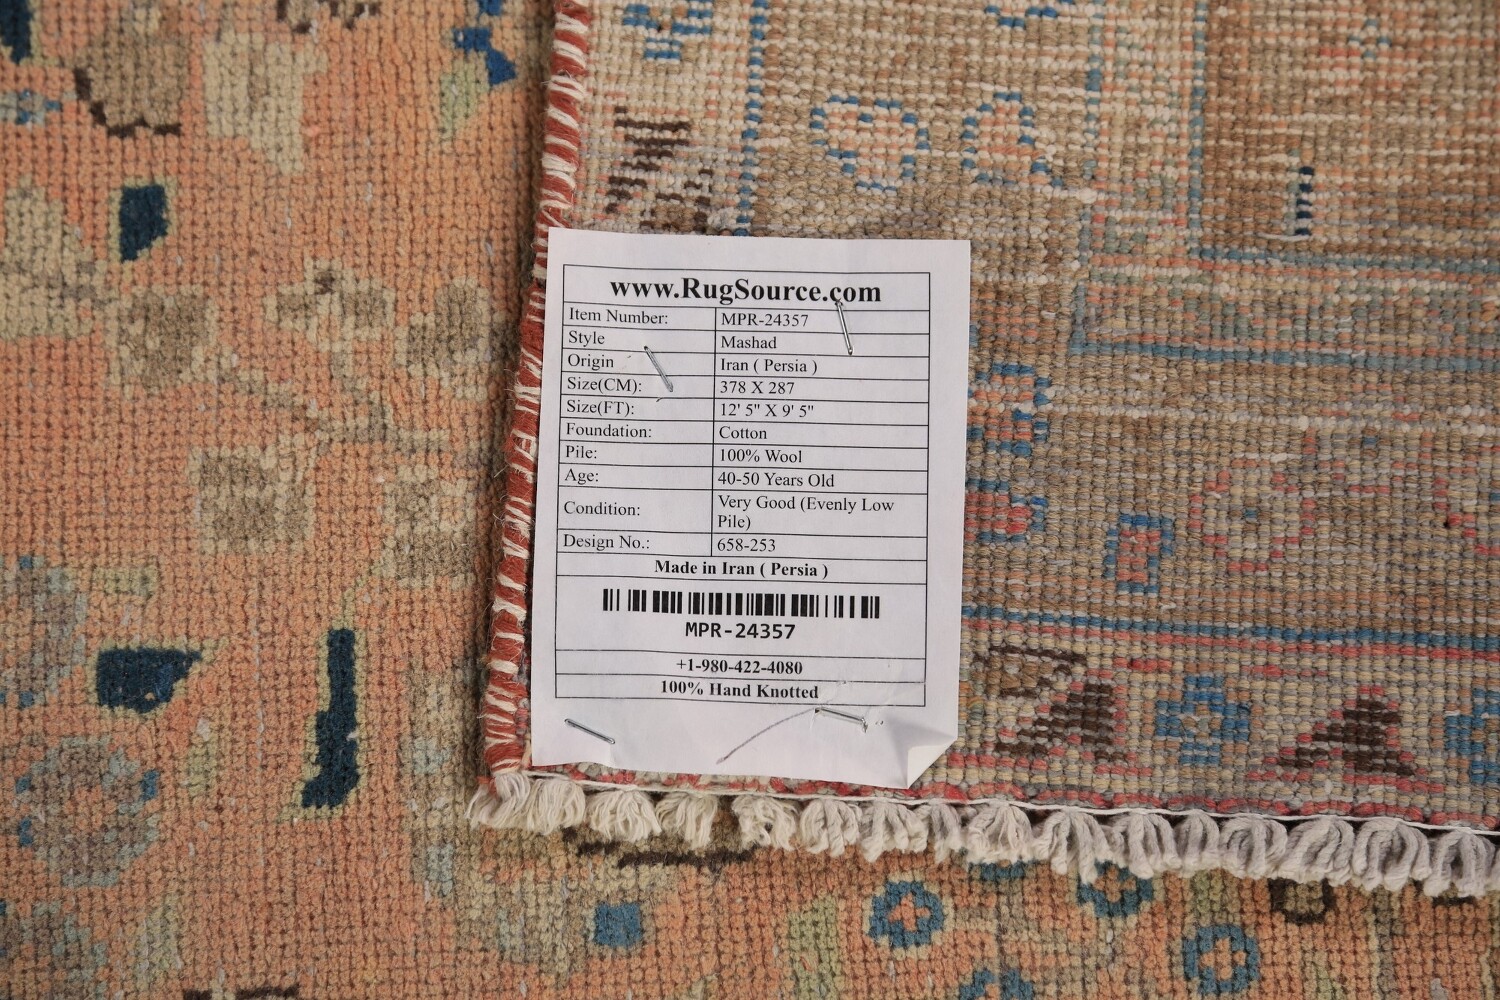 www.RugSource.com
Item Number: MPR-24357
Style Mashad
Origin Iran ( Persia )
Size(CM): 378 X 287
Size(FT): 12' 5" X 9' 5"
Foundation: Cotton
Pile: 100% Wool
Age: 40-50 Years Old
Condition: Very Good (Evenly Low
Pile)
Design No.: 658-253
Made in Iran ( Persia )
MPR-24357
+1-980-422-4080
100% Hand Knotted